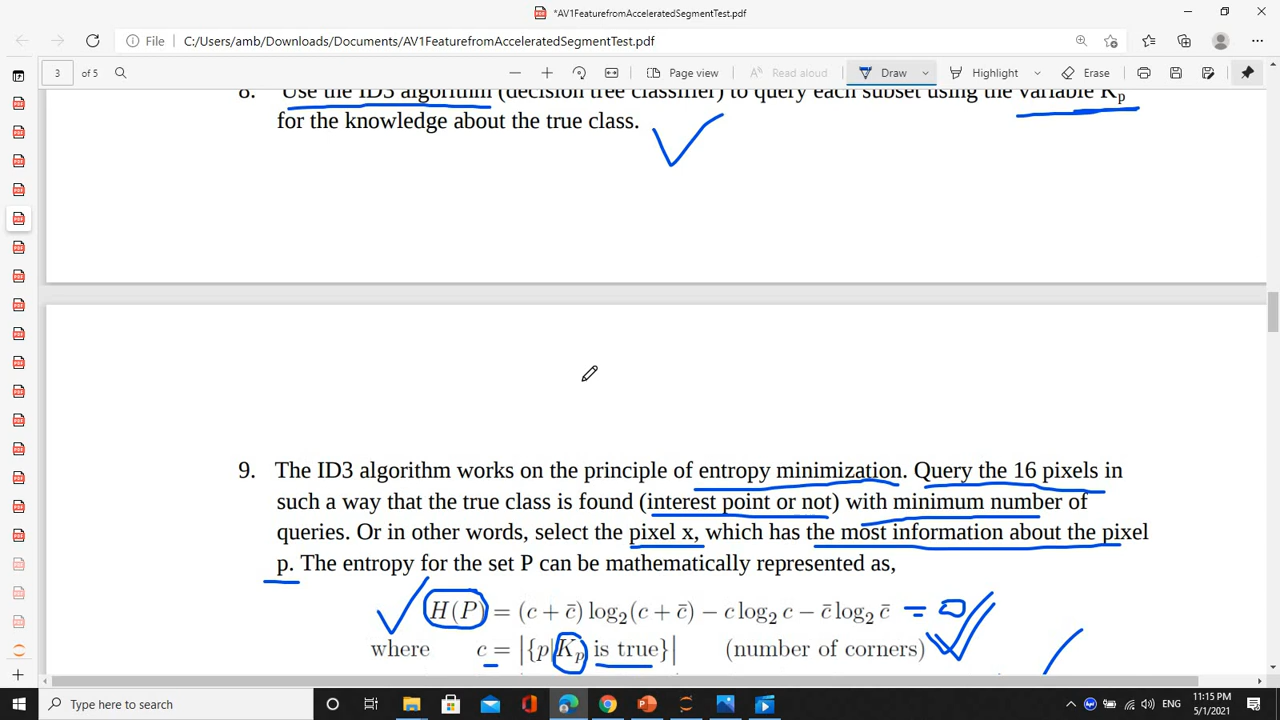 *AV1FeaturefromAcceleratedSegmentTest.pdf
File C:/Users/amb/Downloads/Documents/AV1FeaturefromAcceleratedSegmentTest.pdf
3 of 5 Page view Read aloud Draw Highlight Erase
8. Use the ID3 algorithm (decision tree classifier) to query each subset using the variable Kp
for the knowledge about the true class.
9. The ID3 algorithm works on the principle of entropy minimization. Query the 16 pixels in
such a way that the true class is found (interest point or not) with minimum number of
queries. Or in other words, select the pixel x, which has the most information about the pixel
p. The entropy for the set P can be mathematically represented as,
H(P) = (c + c̄) log₂(c + c̄) − c log₂ c − c̄ log₂ c̄ = 0
where c = |{p|Kp is true}| (number of corners)
Type here to search
ENG
11:15 PM
5/1/2021